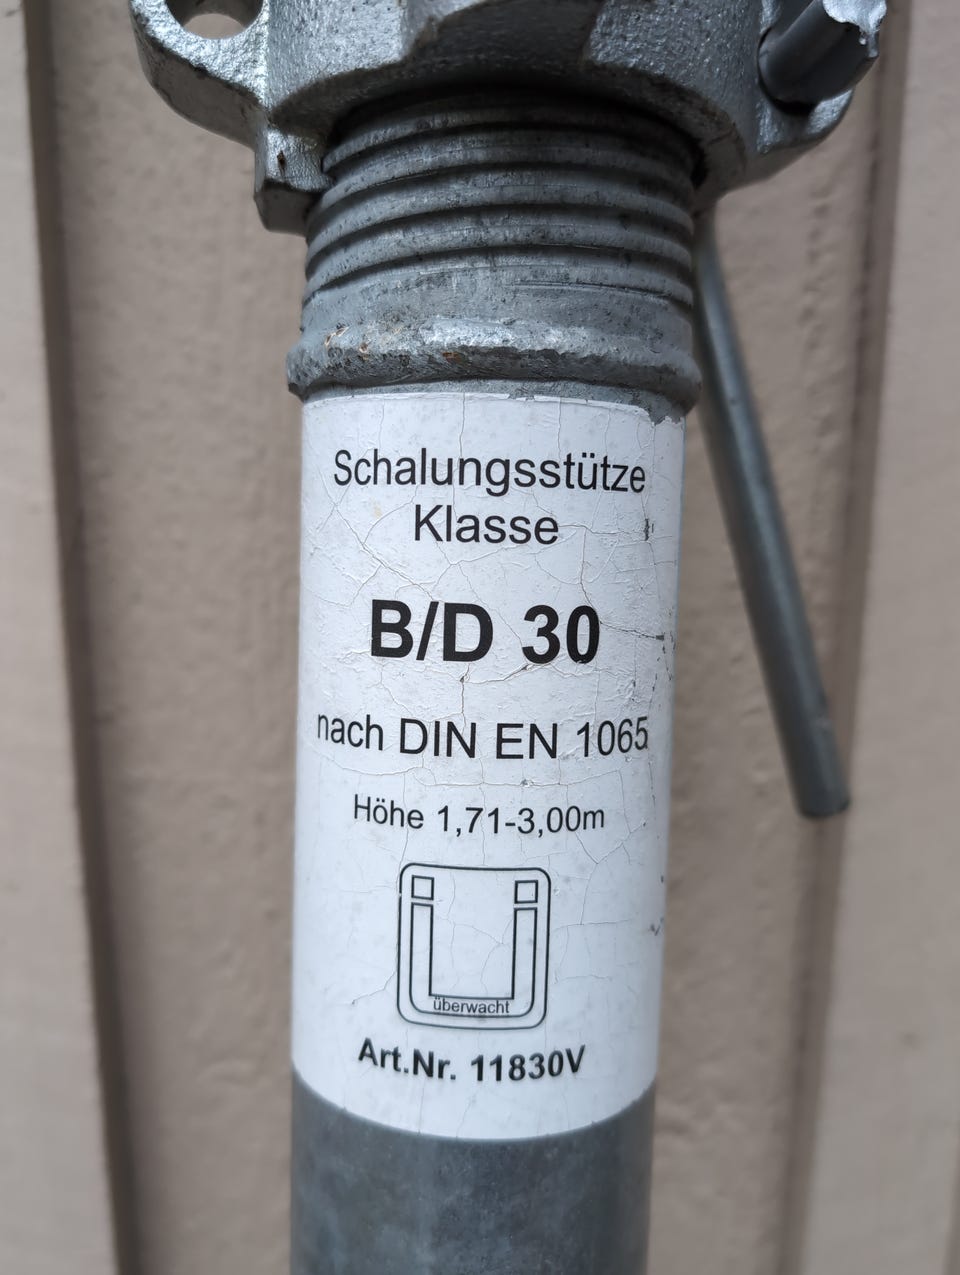 Schalungsstütze
Klasse
B/D 30
nach DIN EN 1065
Höhe 1,71-3,00m
überwacht
Art.Nr. 11830V